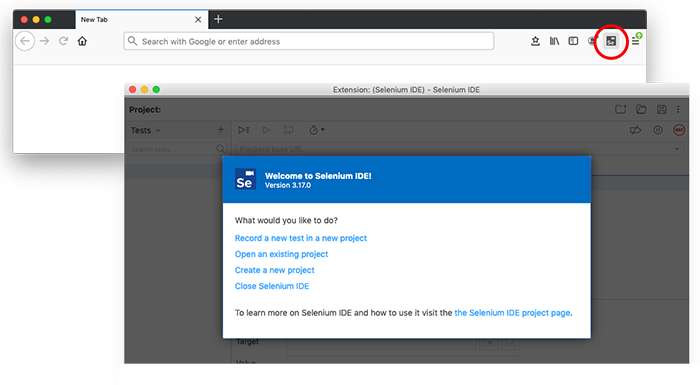 New Tab
Search with Google or enter address
Extension: (Selenium IDE) - Selenium IDE
Project:
Tests
Search tests...
Playback base URL
Se
Welcome to Selenium IDE!
Version 3.17.0
What would you like to do?
Record a new test in a new project
Open an existing project
Create a new project
Close Selenium IDE
To learn more on Selenium IDE and how to use it visit the the Selenium IDE project page.
Target
Value
REC